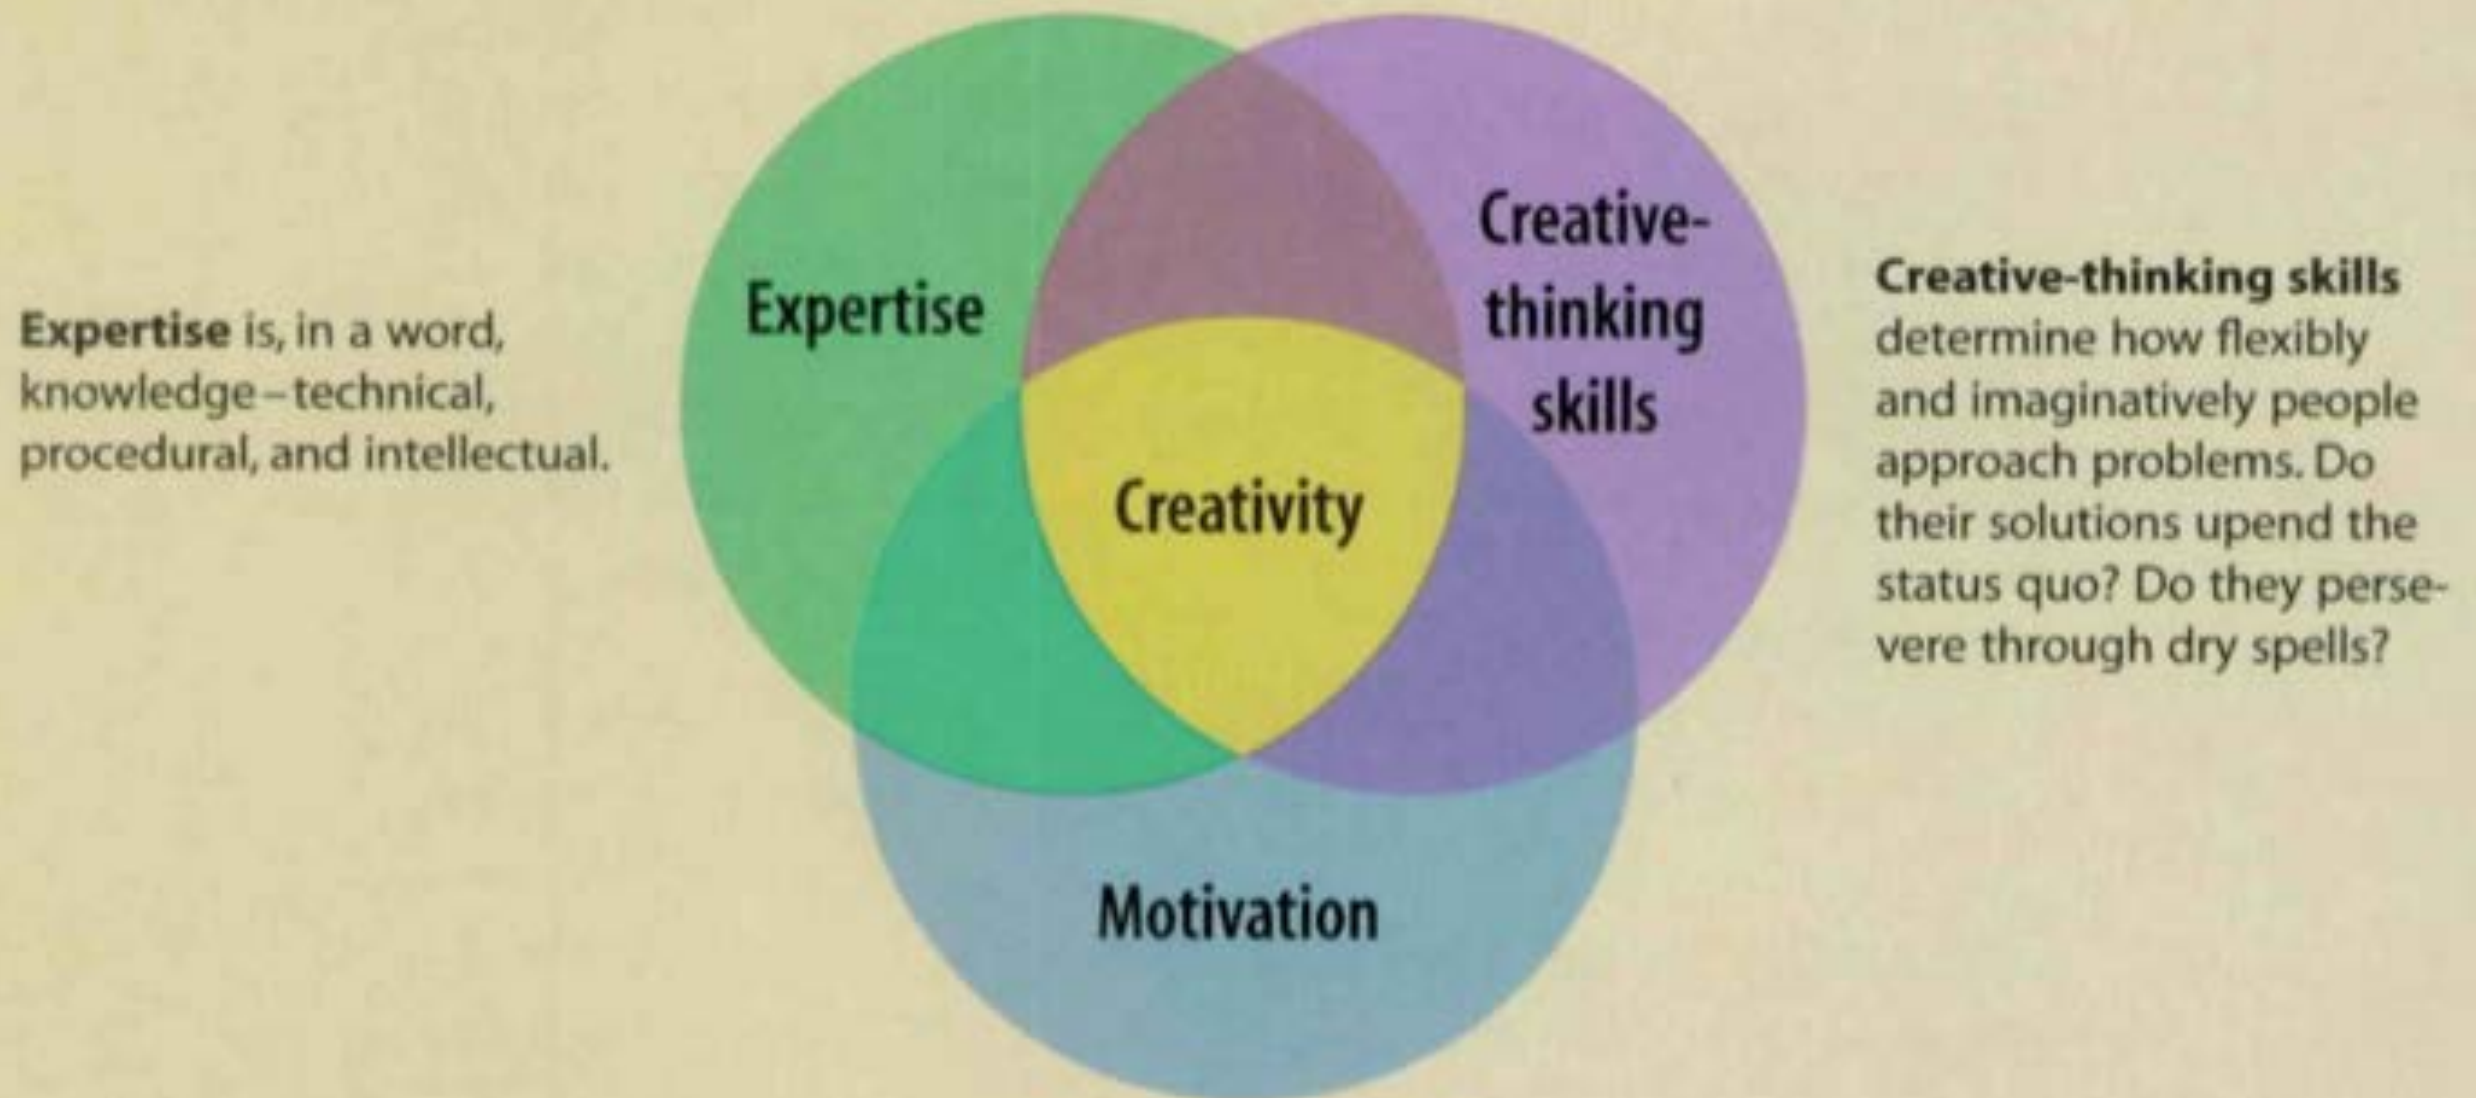 Expertise is, in a word,
knowledge–technical,
procedural, and intellectual.
Expertise
Creative-
thinking
skills
Creativity
Motivation
Creative-thinking skills
determine how flexibly
and imaginatively people
approach problems. Do
their solutions upend the
status quo? Do they perse-
vere through dry spells?